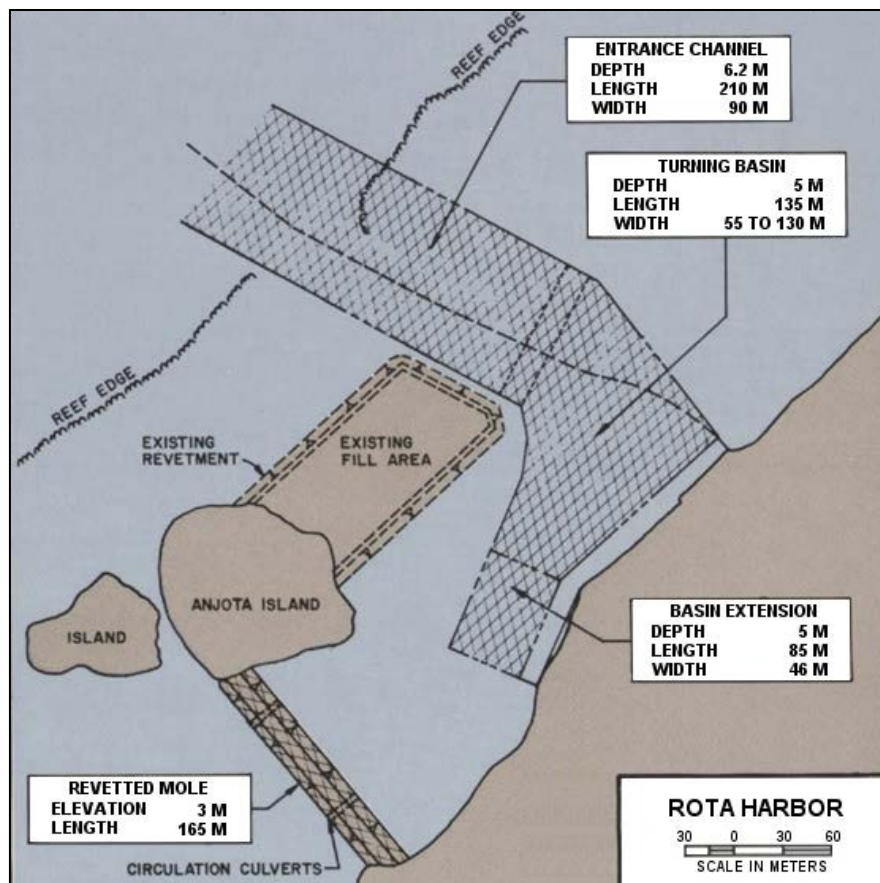 REEF EDGE
ENTRANCE CHANNEL
DEPTH 6.2 M
LENGTH 210 M
WIDTH 90 M
TURNING BASIN
DEPTH 5 M
LENGTH 135 M
WIDTH 55 TO 130 M
REEF EDGE
EXISTING
REVETMENT
EXISTING
FILL AREA
ANJOTA ISLAND
ISLAND
BASIN EXTENSION
DEPTH 5 M
LENGTH 85 M
WIDTH 46 M
REVETTED MOLE
ELEVATION 3 M
LENGTH 165 M
CIRCULATION CULVERTS
ROTA HARBOR
30 0 30 60
SCALE IN METERS